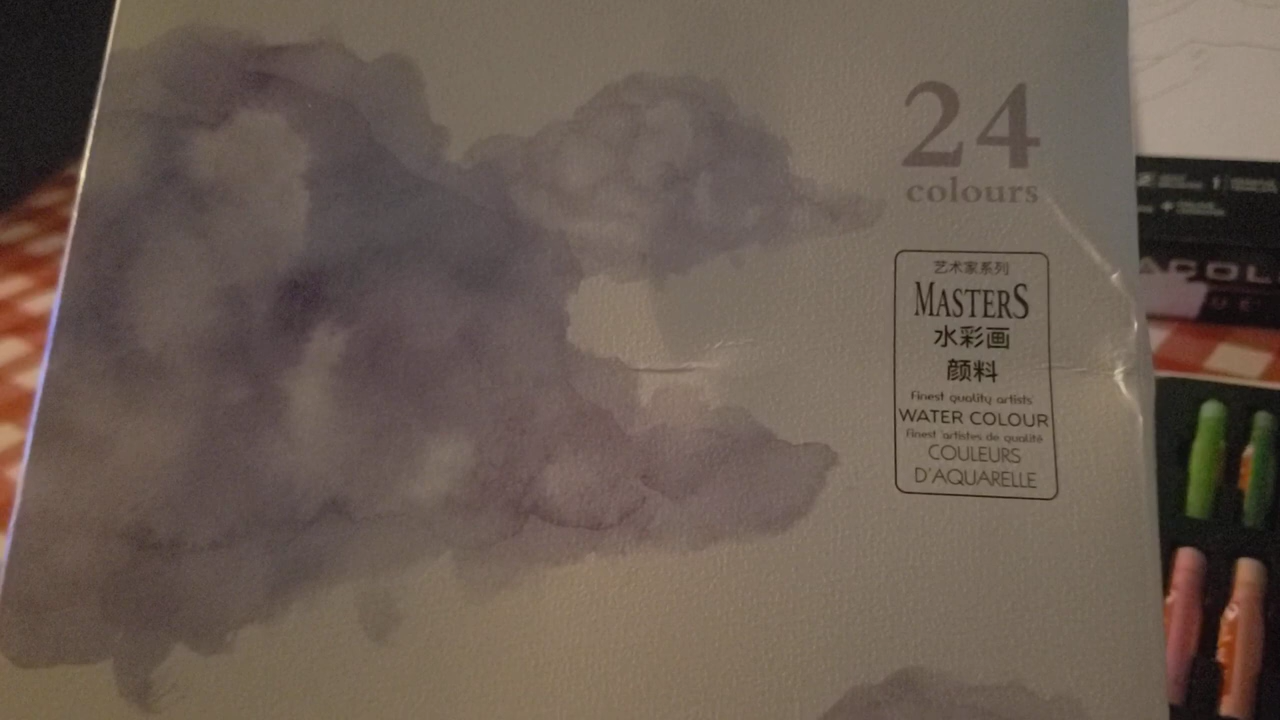 24
colours
艺术家系列
MASTERS
水彩画
颜料
Finest quality artists'
WATER COLOUR
Finest artistes de qualité
COULEURS
D'AQUARELLE